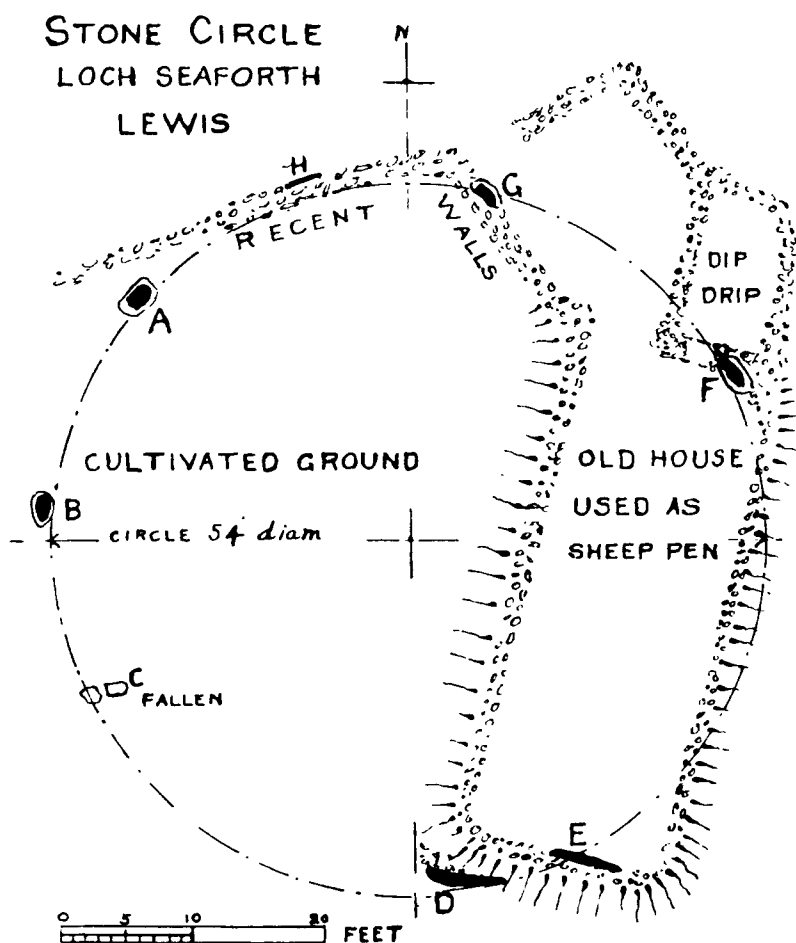 STONE CIRCLE
LOCH SEAFORTH
LEWIS
N
H
G
RECENT
WALLS
DIP
DRIP
A
F
CULTIVATED GROUND
OLD HOUSE
B
USED AS
CIRCLE 54' diam
SHEEP PEN
C
FALLEN
E
D
0 5 10 20
FEET